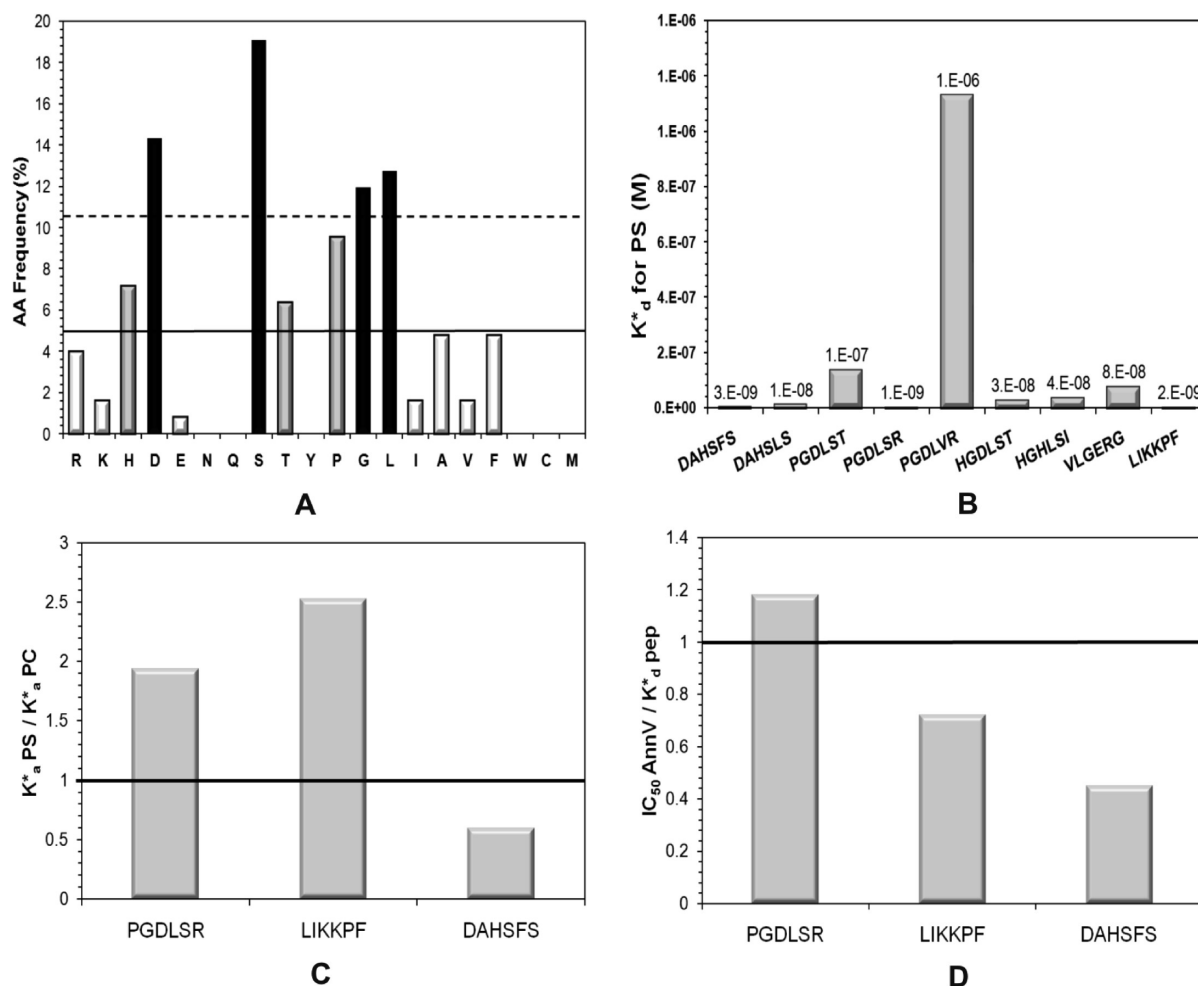 AA Frequency (%)
20
18
16
14
12
10
8
6
4
2
0
R K H D E N Q S T Y P G L I A V F W C M
A
K*d for PS (M)
1.E-06
1.E-06
1.E-06
8.E-07
6.E-07
4.E-07
2.E-07
0.E+00
3.E-09 1.E-08 1.E-07 1.E-09 1.E-06 3.E-08 4.E-08 8.E-08 2.E-09
DAHSFS DAHSLS PGDLST PGDLSR PGDLVR HGDLST HGHLSI VLGERG LIKKPF
B
K*a PS / K*a PC
3
2.5
2
1.5
1
0.5
0
PGDLSR LIKKPF DAHSFS
C
IC50 AnnV / K*d pep
1.4
1.2
1
0.8
0.6
0.4
0.2
0
PGDLSR LIKKPF DAHSFS
D